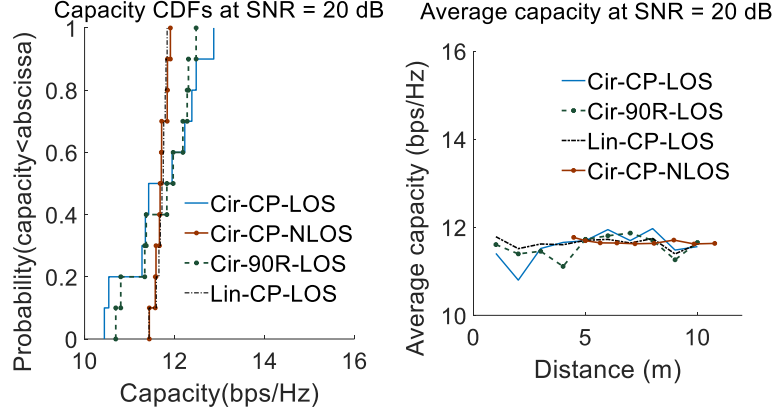 Capacity CDFs at SNR = 20 dB
Probability(capacity<abscissa)
1
0.8
0.6
0.4
0.2
0
Cir-CP-LOS
Cir-CP-NLOS
Cir-90R-LOS
Lin-CP-LOS
10 12 14 16
Capacity(bps/Hz)
Average capacity at SNR = 20 dB
Average capacity (bps/Hz)
16
14
12
10
Cir-CP-LOS
Cir-90R-LOS
Lin-CP-LOS
Cir-CP-NLOS
0 5 10
Distance (m)